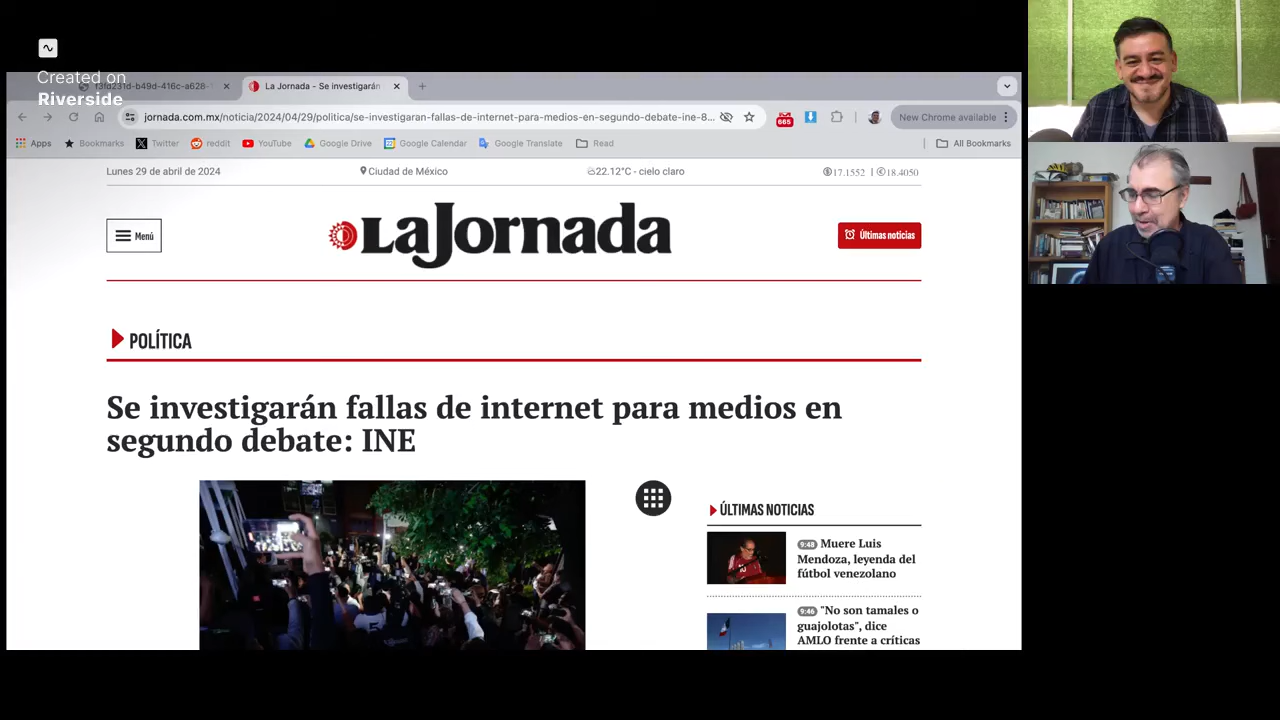 Created on
Riverside
f3fd231d-b49d-416c-a628-
La Jornada - Se investigarán
jornada.com.mx/noticia/2024/04/29/politica/se-investigaran-fallas-de-internet-para-medios-en-segundo-debate-ine-8...
665
New Chrome available
Apps
Bookmarks
Twitter
reddit
YouTube
Google Drive
Google Calendar
Google Translate
Read
All Bookmarks
Lunes 29 de abril de 2024
Ciudad de México
22.12°C - cielo claro
17.1552 | 18.4050
Menú
La Jornada
Últimas noticias
POLÍTICA
Se investigarán fallas de internet para medios en
segundo debate: INE
ÚLTIMAS NOTICIAS
9:48 Muere Luis
Mendoza, leyenda del
fútbol venezolano
9:46 "No son tamales o
guajolotas", dice
AMLO frente a críticas